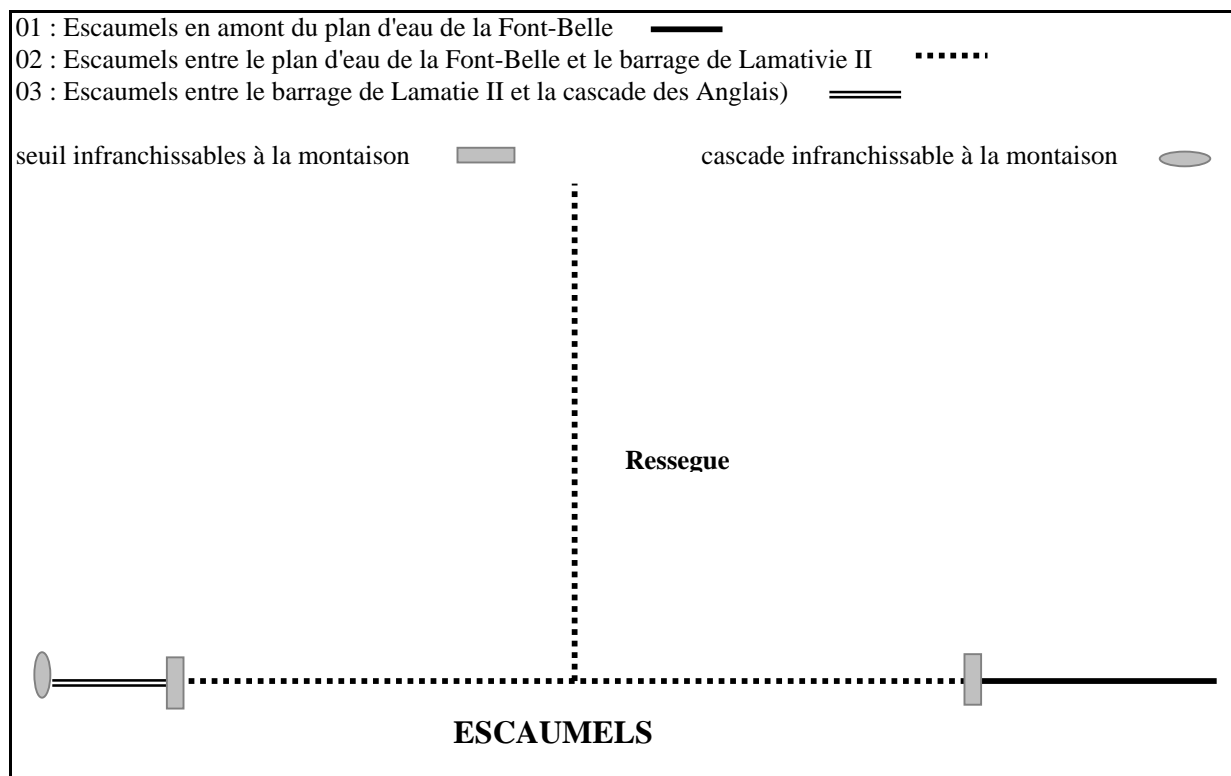 01 : Escaumels en amont du plan d'eau de la Font-Belle
02 : Escaumels entre le plan d'eau de la Font-Belle et le barrage de Lamativie II
03 : Escaumels entre le barrage de Lamatie II et la cascade des Anglais)
seuil infranchissables à la montaison cascade infranchissable à la montaison
Ressegue
ESCAUMELS